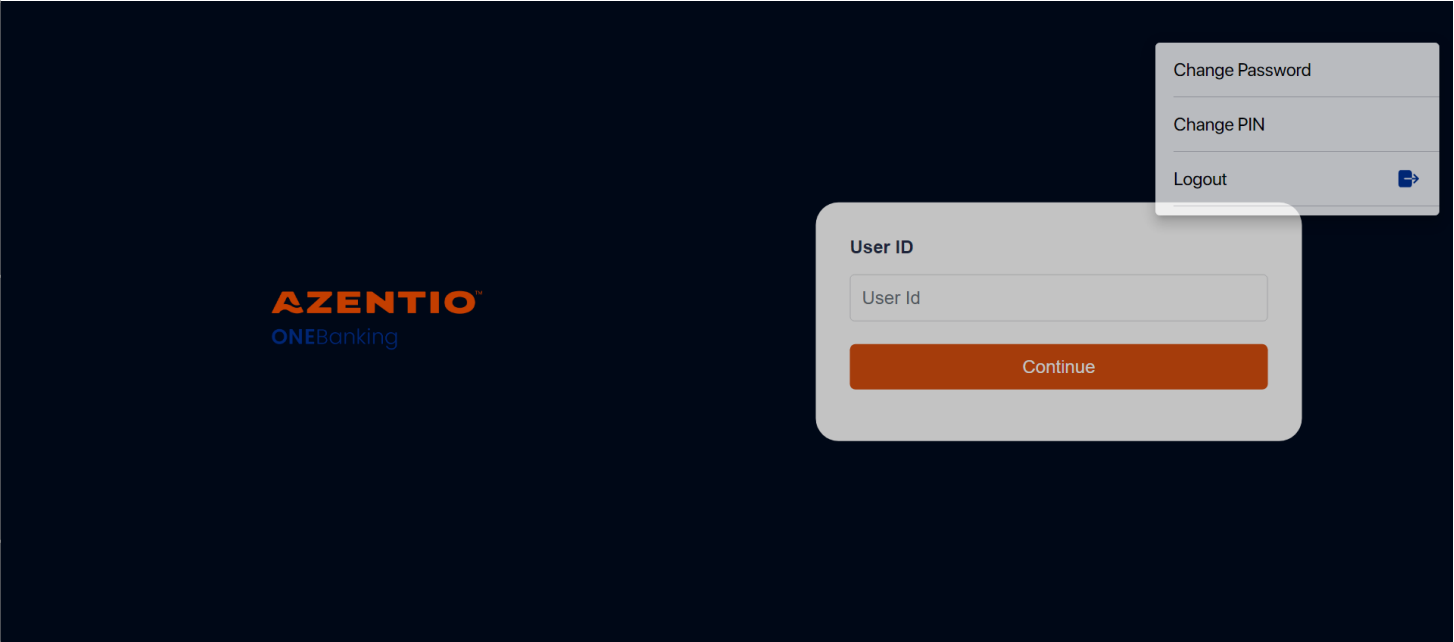 Change Password
Change PIN
Logout
AZENTIO™
ONEBanking
User ID
User Id
Continue